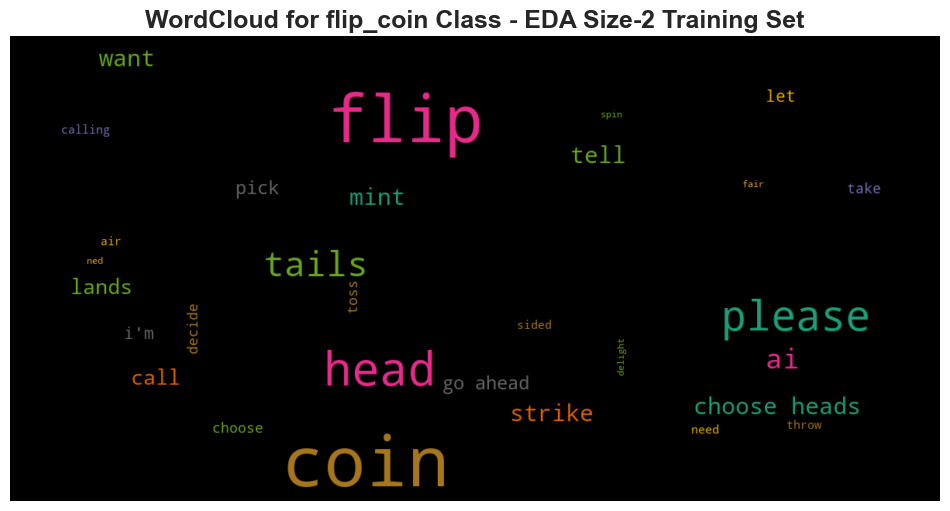 WordCloud for flip_coin Class - EDA Size-2 Training Set
want
flip
let
spin
calling
tell
pick
mint
fair
take
air
ned
tails
lands
toss
decide
i'm
sided
please
delight
head
ai
call
go ahead
choose heads
strike
choose
need
throw
coin